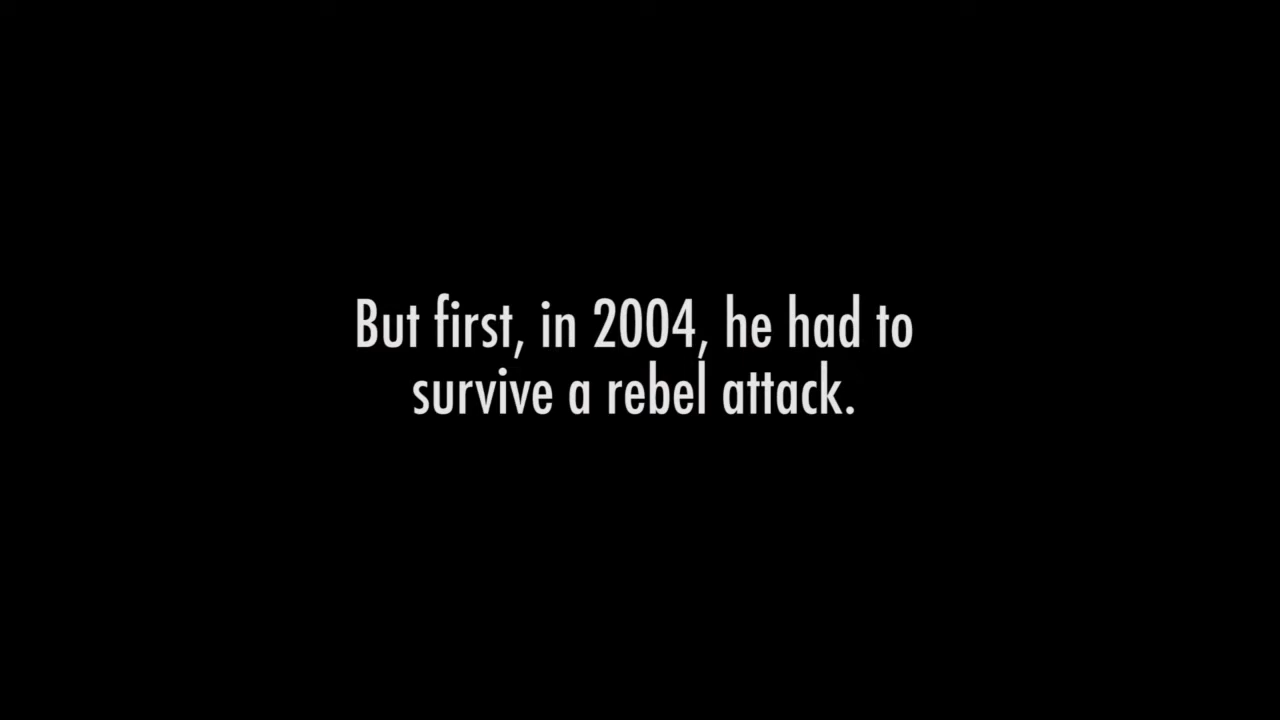 But first, in 2004, he had to
survive a rebel attack.